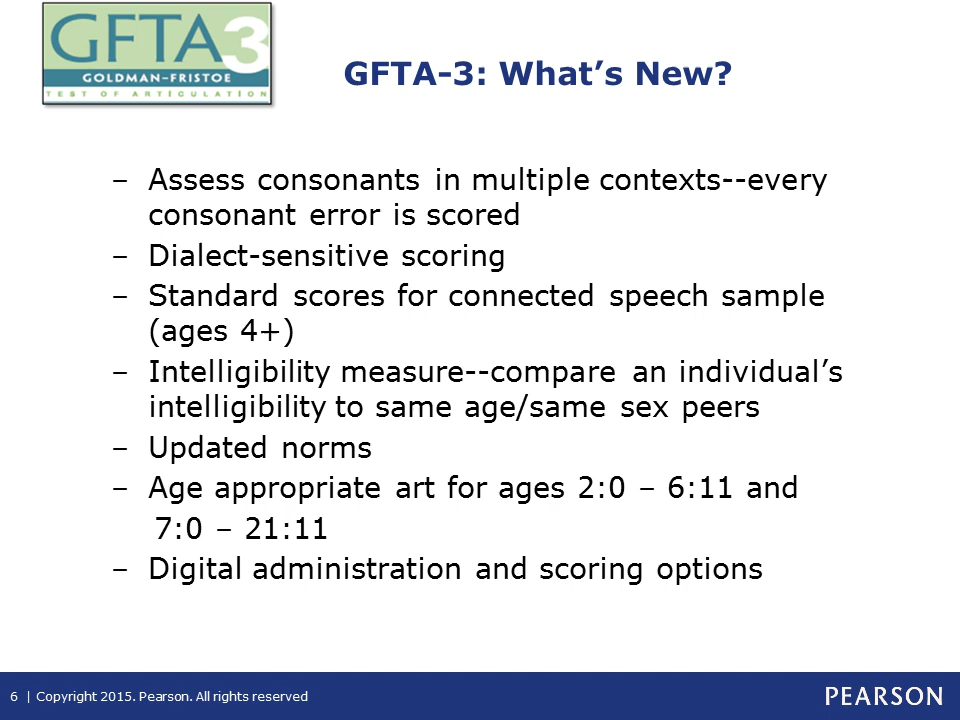 GFTA3
GOLDMAN–FRISTOE
TEST OF ARTICULATION
GFTA-3: What’s New?
– Assess consonants in multiple contexts--every
consonant error is scored
– Dialect-sensitive scoring
– Standard scores for connected speech sample
(ages 4+)
– Intelligibility measure--compare an individual’s
intelligibility to same age/same sex peers
– Updated norms
– Age appropriate art for ages 2:0 – 6:11 and
7:0 – 21:11
– Digital administration and scoring options
6 | Copyright 2015. Pearson. All rights reserved
PEARSON